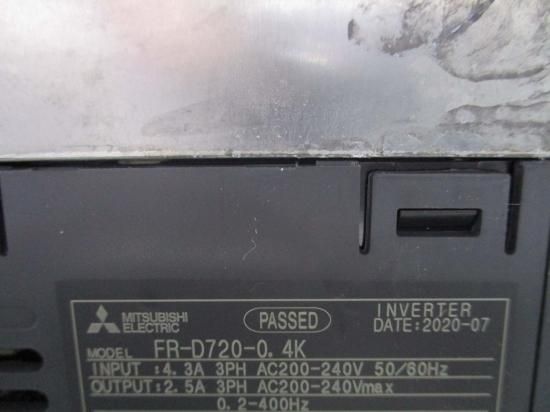 MITSUBISHI
ELECTRIC
PASSED
INVERTER
DATE:2020-07
MODEL FR-D720-0.4K
INPUT :4.3A 3PH AC200-240V 50/60Hz
OUTPUT:2.5A 3PH AC200-240Vmax
0.2-400Hz